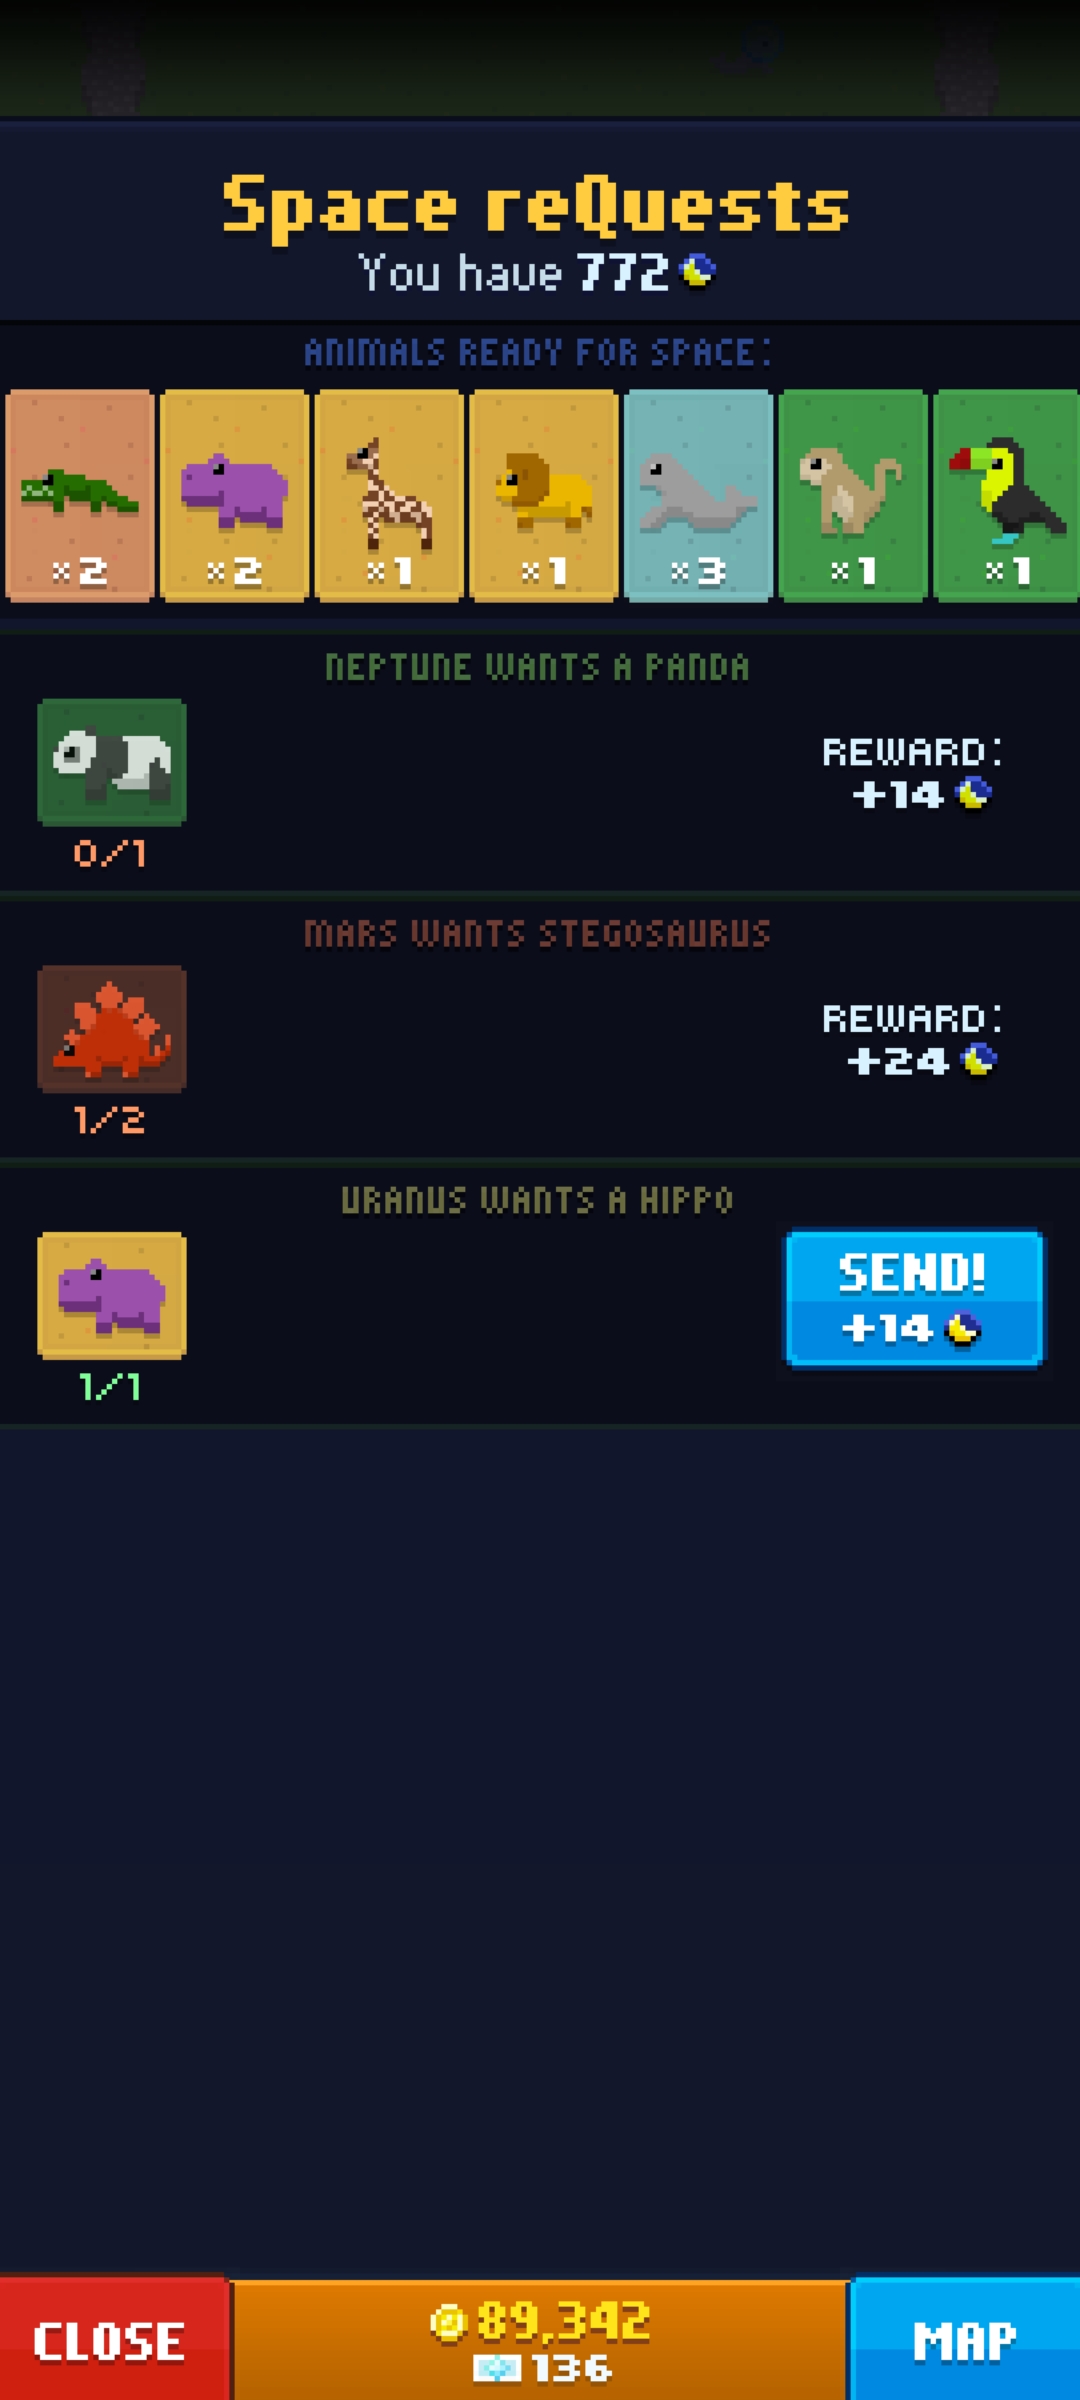 Space reQuests
You have 772
ANIMALS READY FOR SPACE:
×2 ×2 ×1 ×1 ×3 ×1 ×1
NEPTUNE WANTS A PANDA
REWARD:
+14
0/1
MARS WANTS STEGOSAURUS
REWARD:
+24
1/2
URANUS WANTS A HIPPO
SEND!
+14
1/1
CLOSE
89,342
136
MAP